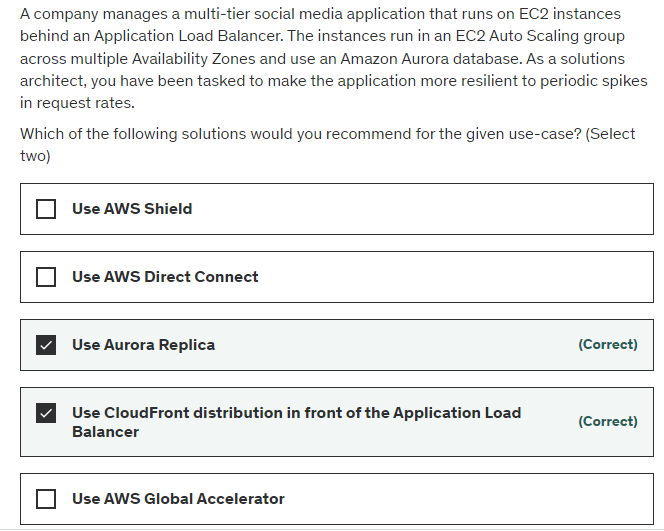 A company manages a multi-tier social media application that runs on EC2 instances
behind an Application Load Balancer. The instances run in an EC2 Auto Scaling group
across multiple Availability Zones and use an Amazon Aurora database. As a solutions
architect, you have been tasked to make the application more resilient to periodic spikes
in request rates.
Which of the following solutions would you recommend for the given use-case? (Select
two)
Use AWS Shield
Use AWS Direct Connect
Use Aurora Replica (Correct)
Use CloudFront distribution in front of the Application Load
Balancer (Correct)
Use AWS Global Accelerator